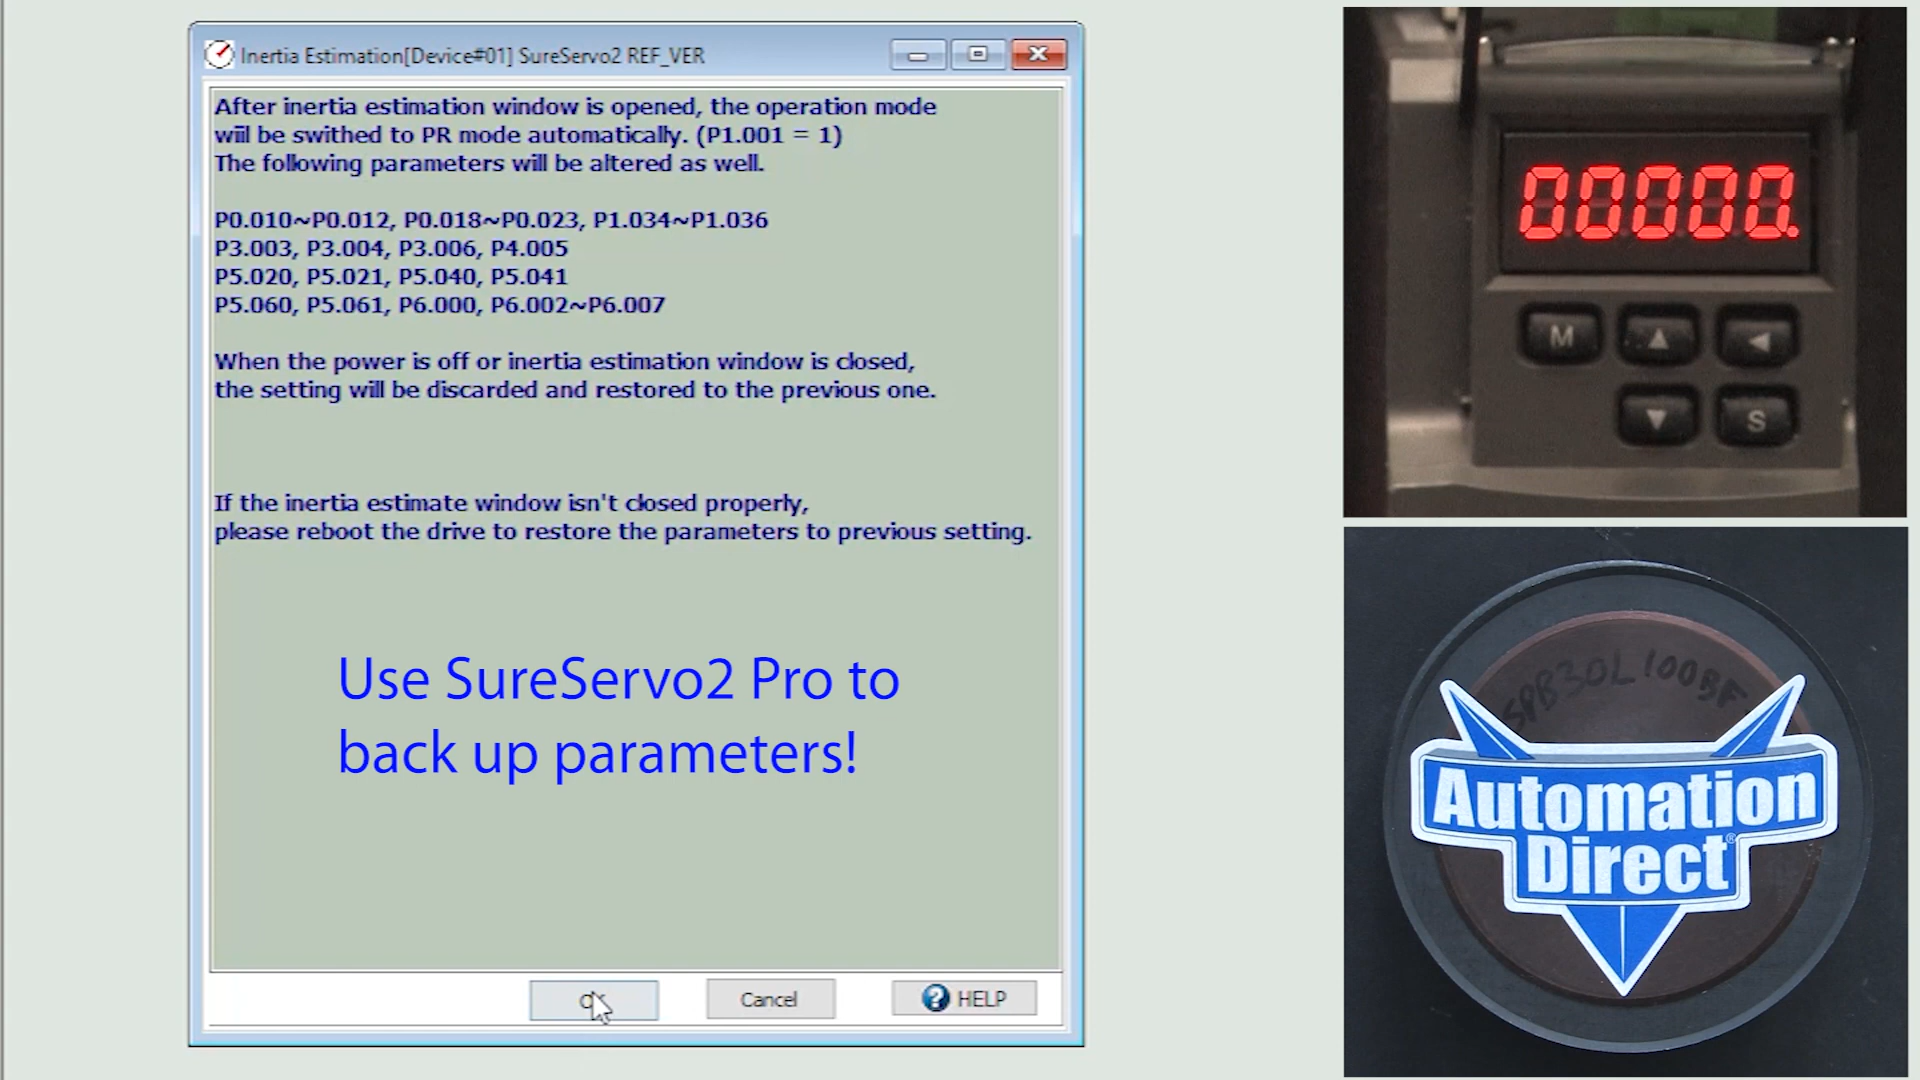 Inertia Estimation[Device#01] SureServo2 REF_VER
After inertia estimation window is opened, the operation mode
wiil be swithed to PR mode automatically. (P1.001 = 1)
The following parameters will be altered as well.
P0.010~P0.012, P0.018~P0.023, P1.034~P1.036
P3.003, P3.004, P3.006, P4.005
P5.020, P5.021, P5.040, P5.041
P5.060, P5.061, P6.000, P6.002~P6.007
When the power is off or inertia estimation window is closed,
the setting will be discarded and restored to the previous one.
If the inertia estimate window isn't closed properly,
please reboot the drive to restore the parameters to previous setting.
Use SureServo2 Pro to
back up parameters!
Cancel
HELP
00000.
M
S
Automation
Direct®